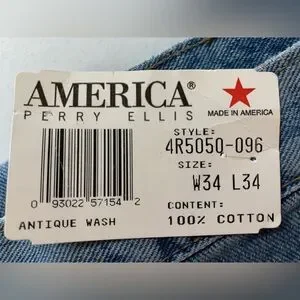 AMERICA®
PERRY ELLIS
MADE IN AMERICA
STYLE:
4R505Q-096
SIZE:
W34 L34
0 93022 57154 2
ANTIQUE WASH
CONTENT:
100% COTTON